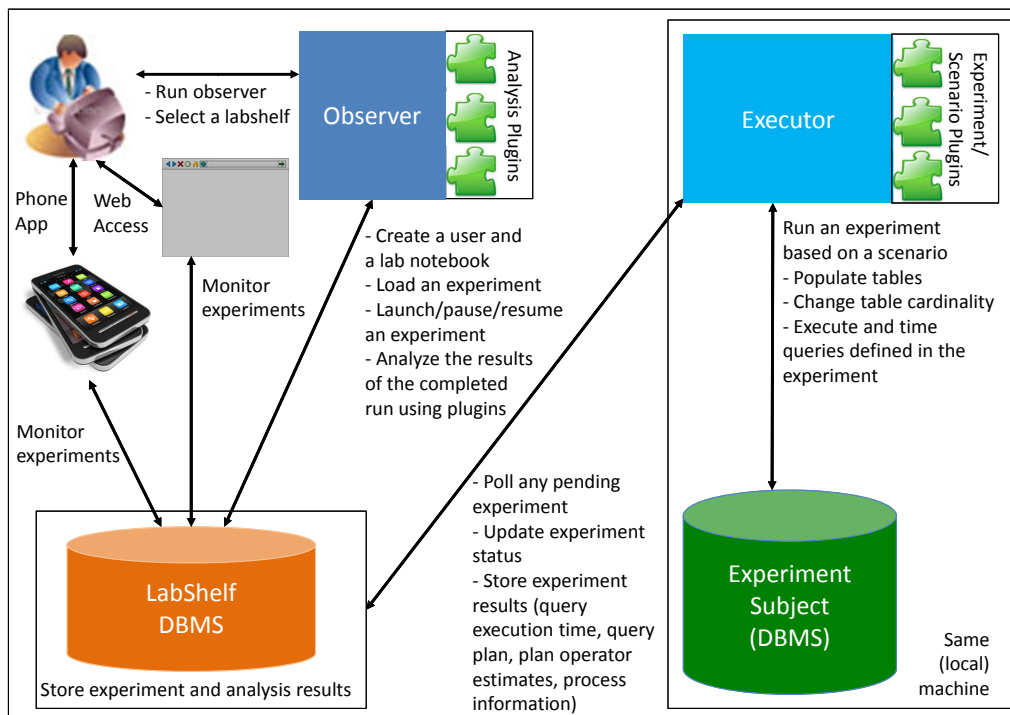 - Run observer
- Select a labshelf
Observer
Analysis Plugins
Executor
Experiment/
Scenario Plugins
Phone
App
Web
Access
Monitor
experiments
- Create a user and
a lab notebook
- Load an experiment
- Launch/pause/resume
an experiment
- Analyze the results
of the completed
run using plugins
Run an experiment
based on a scenario
- Populate tables
- Change table cardinality
- Execute and time
queries defined in the
experiment
Monitor
experiments
- Poll any pending
experiment
- Update experiment
status
- Store experiment
results (query
execution time, query
plan, plan operator
estimates, process
information)
LabShelf
DBMS
Store experiment and analysis results
Experiment
Subject
(DBMS)
Same
(local)
machine